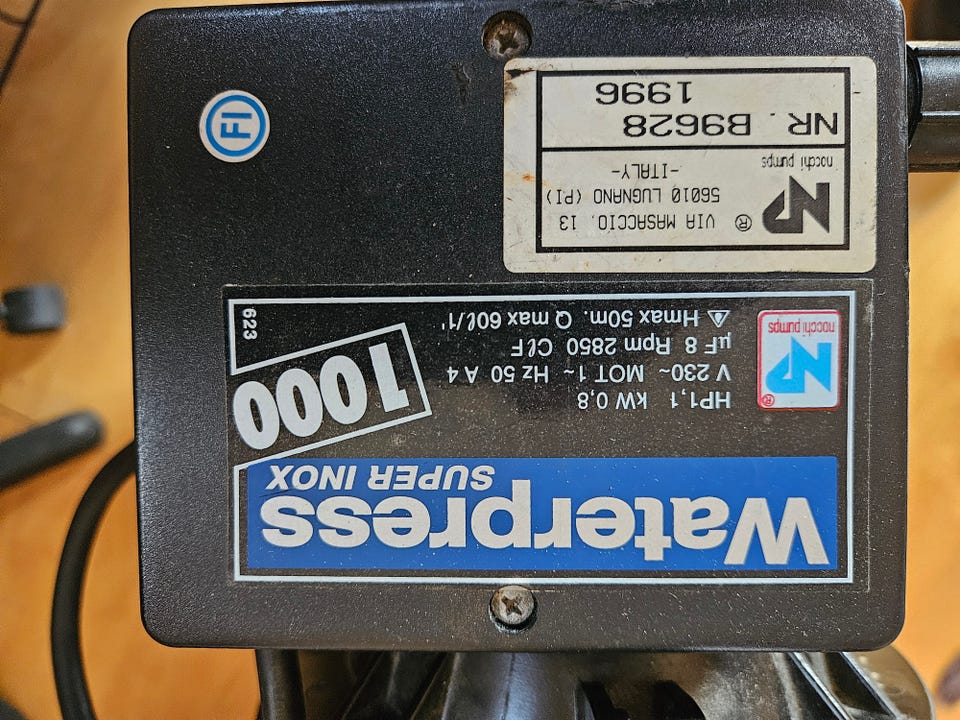 Waterpress
SUPER INOX
1000
HP1,1 kW 0,8
V 230~ MOT 1~ Hz 50 A 4
µF 8 Rpm 2850 Cℓ F
⚠ Hmax 50m. Q max 60ℓ/1'
NP ®
nocchi pumps
623
NP ®
nocchi pumps
VIA MASACCIO, 13
56010 LUGNANO (PI)
-ITALY-
NR. B9628
1996
FI